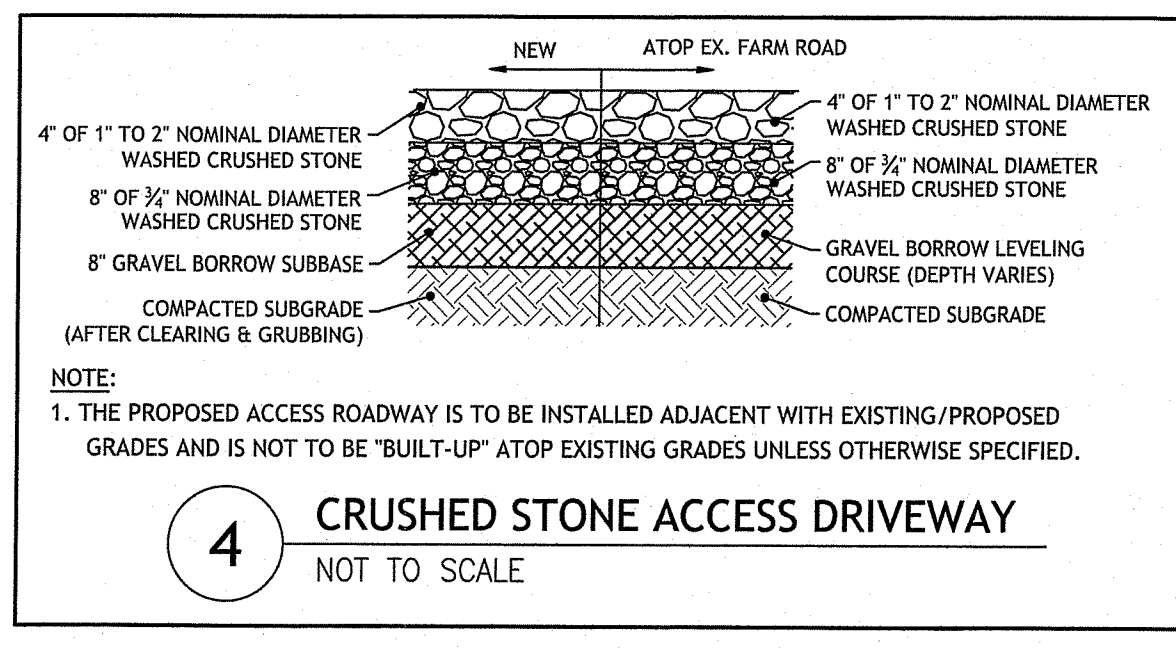 NEW
ATOP EX. FARM ROAD
4" OF 1" TO 2" NOMINAL DIAMETER
WASHED CRUSHED STONE
8" OF ¾" NOMINAL DIAMETER
WASHED CRUSHED STONE
8" GRAVEL BORROW SUBBASE
COMPACTED SUBGRADE
(AFTER CLEARING & GRUBBING)
4" OF 1" TO 2" NOMINAL DIAMETER
WASHED CRUSHED STONE
8" OF ¾" NOMINAL DIAMETER
WASHED CRUSHED STONE
GRAVEL BORROW LEVELING
COURSE (DEPTH VARIES)
COMPACTED SUBGRADE
NOTE:
1. THE PROPOSED ACCESS ROADWAY IS TO BE INSTALLED ADJACENT WITH EXISTING/PROPOSED
GRADES AND IS NOT TO BE "BUILT-UP" ATOP EXISTING GRADES UNLESS OTHERWISE SPECIFIED.
4
CRUSHED STONE ACCESS DRIVEWAY
NOT TO SCALE